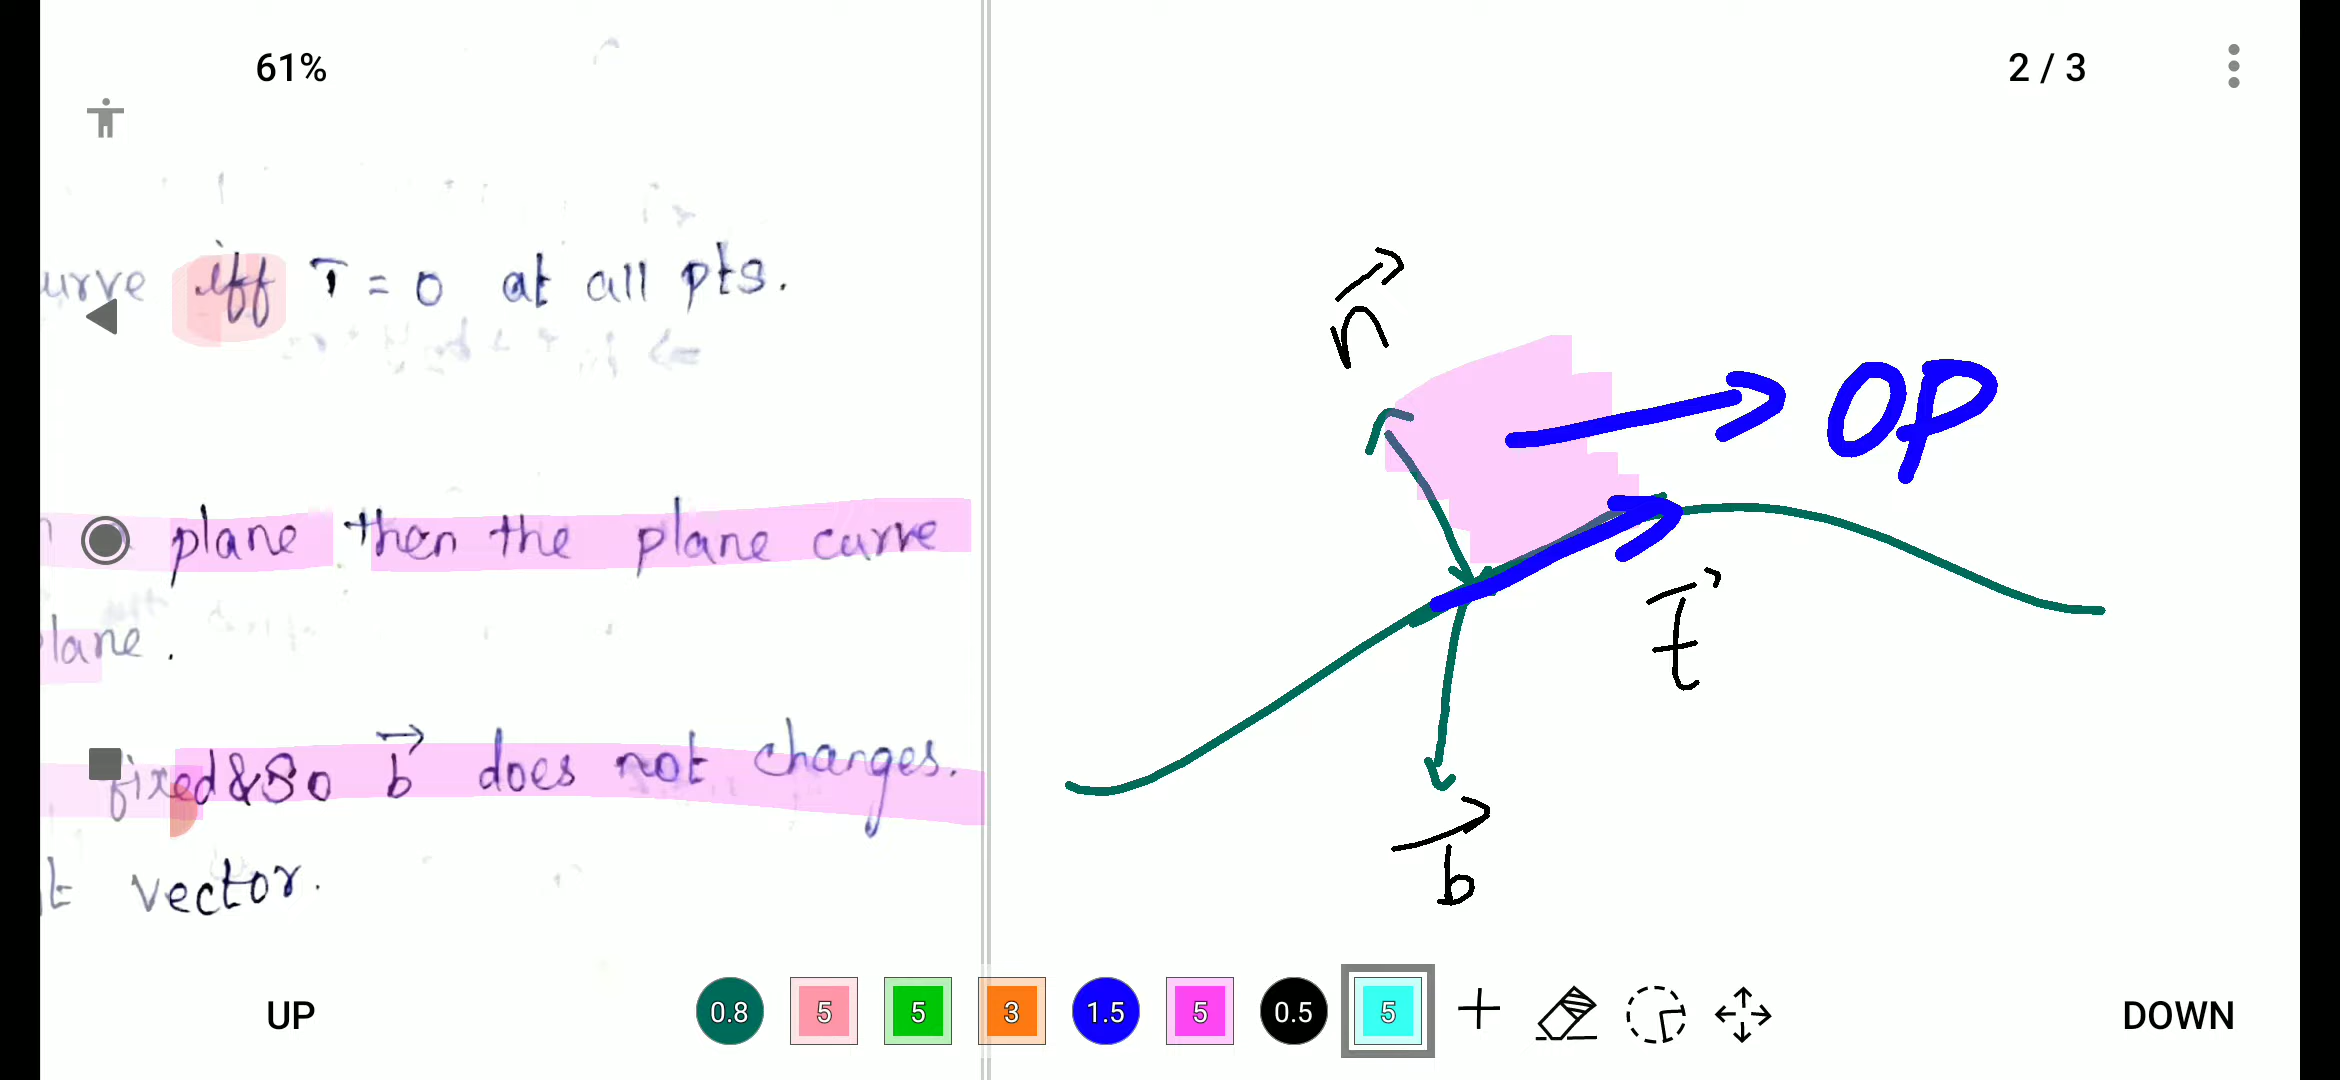 61%
2 / 3
urve iff τ = 0 at all pts.
plane then the plane curve
lane.
fixed & So b⃗ does not changes.
t vector.
n⃗
OP
t⃗
b⃗
UP
0.8 5 5 3 1.5 5 0.5 5
DOWN